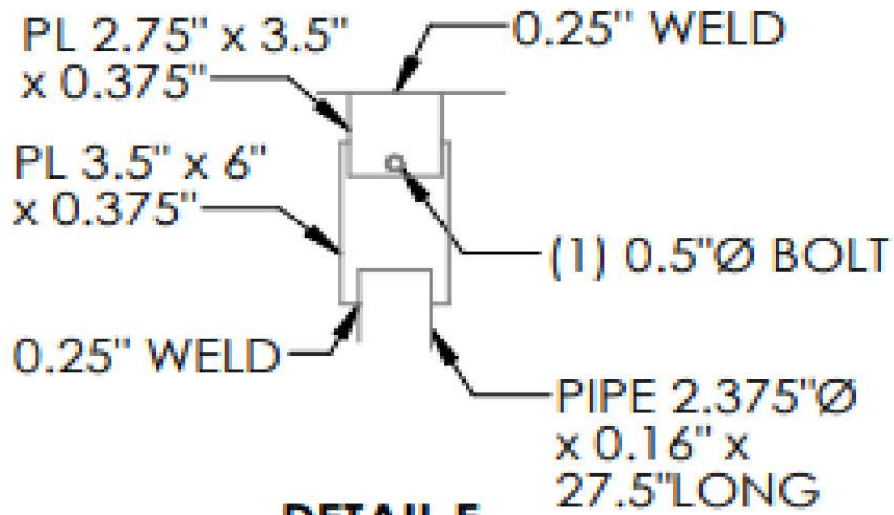 PL 2.75" x 3.5"
x 0.375"
0.25" WELD
PL 3.5" x 6"
x 0.375"
(1) 0.5"Ø BOLT
0.25" WELD
PIPE 2.375"Ø
x 0.16" x
27.5"LONG